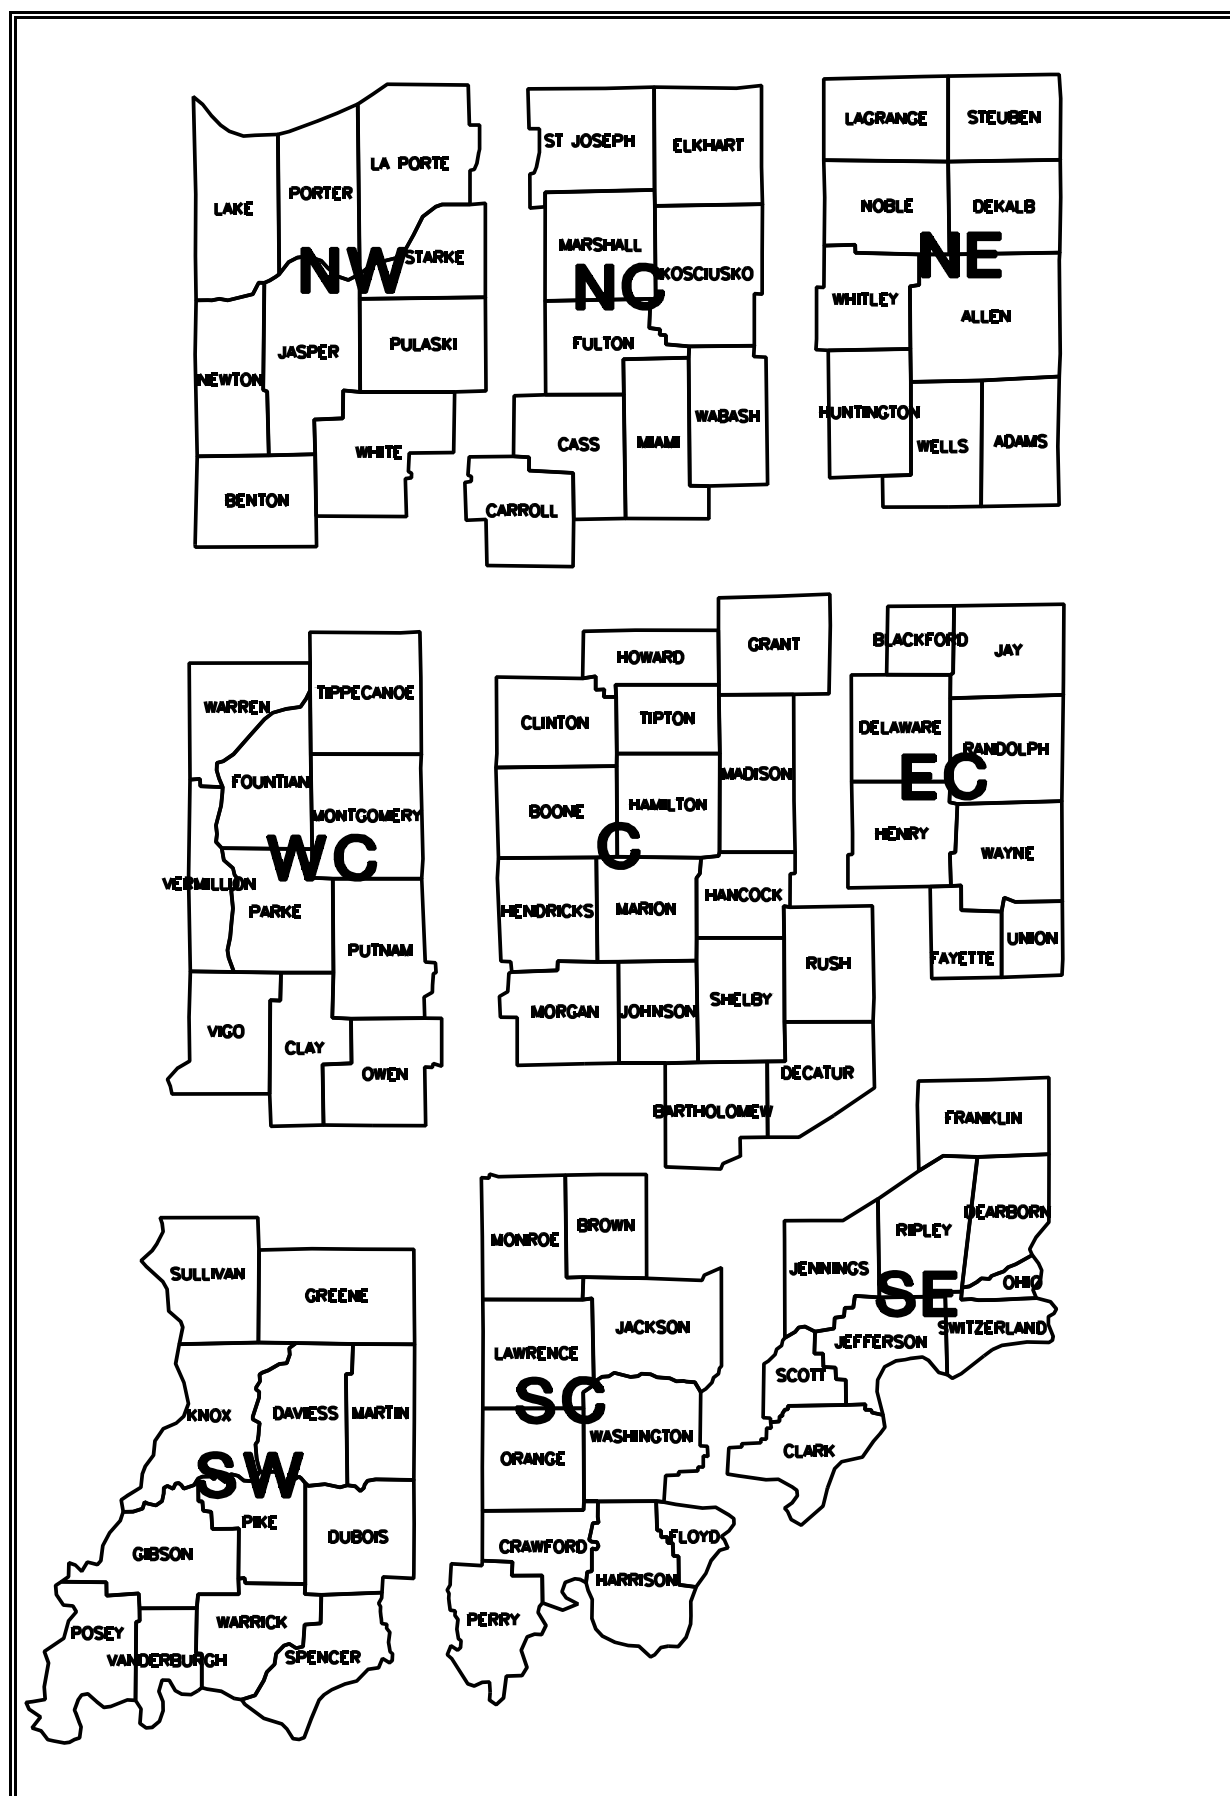 LAKE
PORTER
LA PORTE
STARKE
NW
NEWTON
JASPER
PULASKI
WHITE
BENTON
ST JOSEPH
ELKHART
MARSHALL
KOSCIUSKO
NC
FULTON
WABASH
CASS
MIAMI
CARROLL
LAGRANGE
STEUBEN
NOBLE
DEKALB
NE
WHITLEY
ALLEN
HUNTINGTON
WELLS
ADAMS
TIPPECANOE
WARREN
FOUNTIAN
MONTGOMERY
WC
VERMILLION
PARKE
PUTNAM
VIGO
CLAY
OWEN
GRANT
HOWARD
CLINTON
TIPTON
MADISON
BOONE
HAMILTON
C
HENDRICKS
MARION
HANCOCK
RUSH
MORGAN
JOHNSON
SHELBY
DECATUR
BARTHOLOMEW
BLACKFORD
JAY
DELAWARE
RANDOLPH
EC
HENRY
WAYNE
FAYETTE
UNION
SULLIVAN
GREENE
KNOX
DAVIESS
MARTIN
SW
PIKE
DUBOIS
GIBSON
POSEY
VANDERBURGH
WARRICK
SPENCER
MONROE
BROWN
JACKSON
LAWRENCE
SC
WASHINGTON
ORANGE
CRAWFORD
FLOYD
HARRISON
PERRY
FRANKLIN
DEARBORN
RIPLEY
JENNINGS
OHIO
SE
SWITZERLAND
JEFFERSON
SCOTT
CLARK